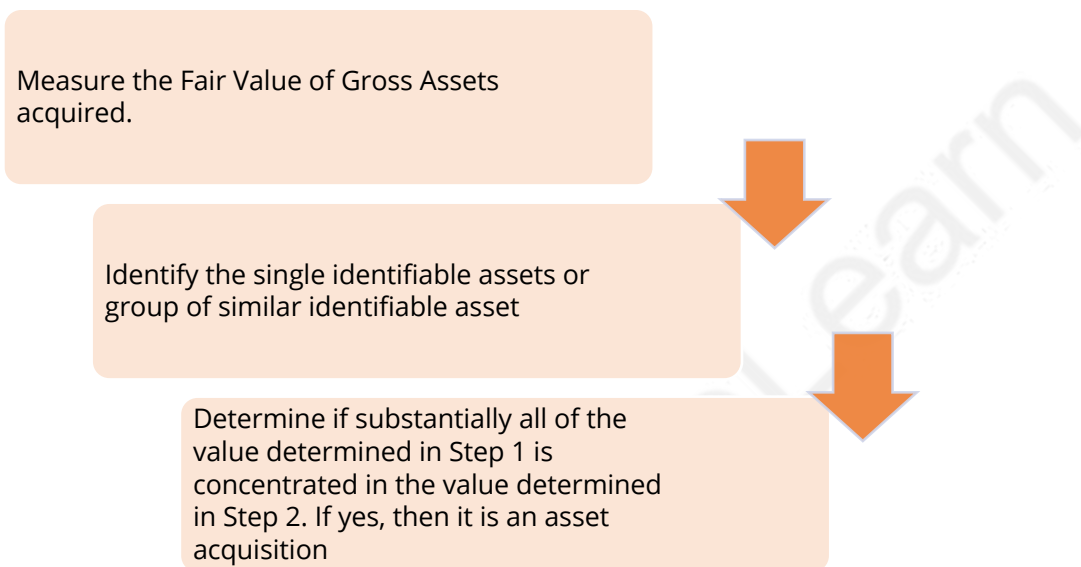 Measure the Fair Value of Gross Assets
acquired.
Identify the single identifiable assets or
group of similar identifiable asset
Determine if substantially all of the
value determined in Step 1 is
concentrated in the value determined
in Step 2. If yes, then it is an asset
acquisition